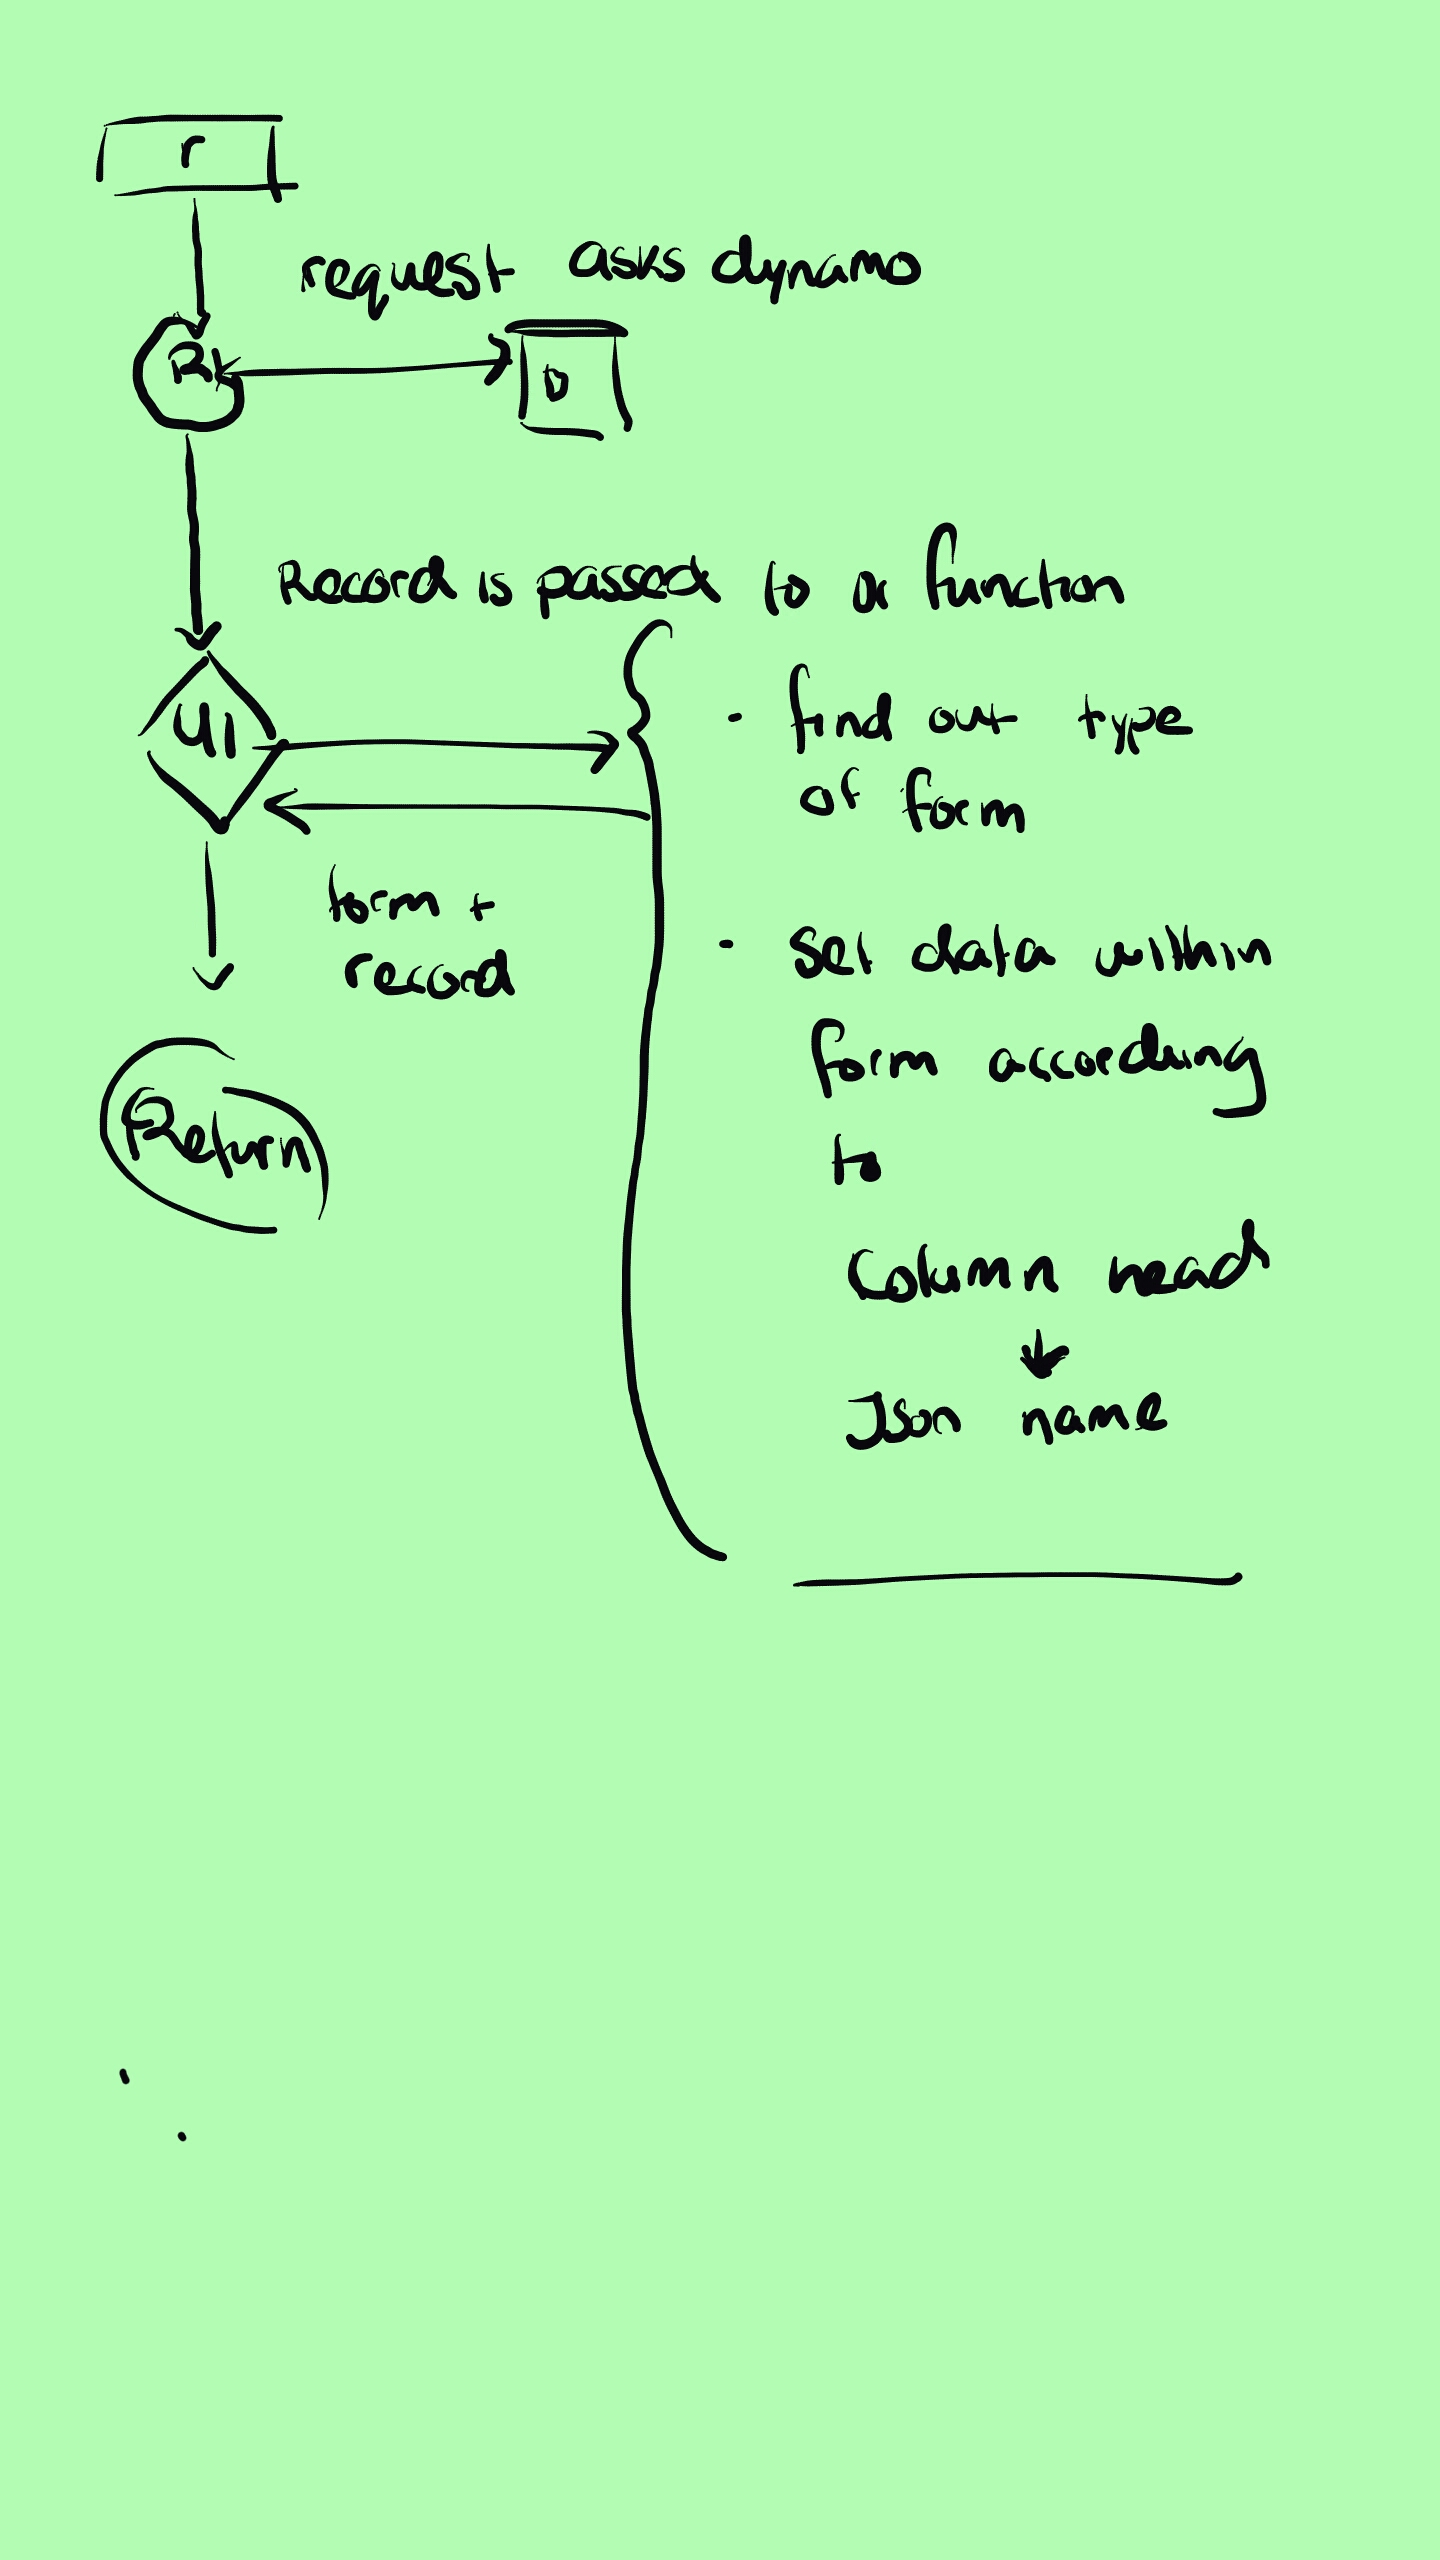 r
request asks dynamo
R
D
Record is passed to a function
UI
find out type
of form
form +
record
set data within
form according
to
Return
Column head
Json name